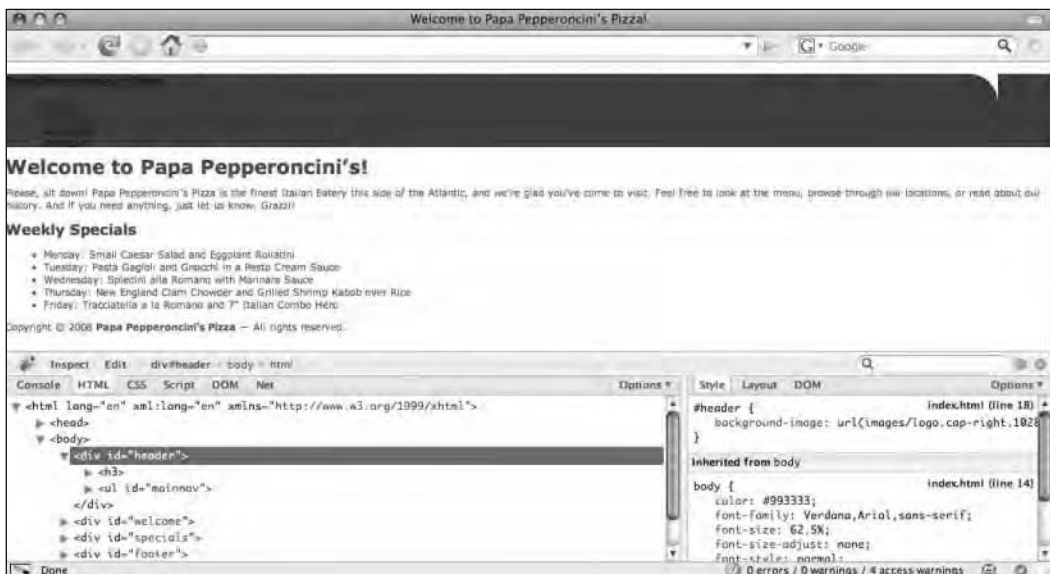 Welcome to Papa Pepperoncini's Pizza!
G Google
Welcome to Papa Pepperoncini's!
Please, sit down! Papa Pepperoncini's Pizza is the finest Italian Eatery this side of the Atlantic, and we're glad you've come to visit. Feel free to look at the menu, browse through our locations, or read about our
history. And if you need anything, just let us know. Grazzi!
Weekly Specials
• Monday: Small Caesar Salad and Eggplant Rollatini
• Tuesday: Pasta Gagioli and Gnocchi in a Pesto Cream Sauce
• Wednesday: Spiedini alla Romano with Marinara Sauce
• Thursday: New England Clam Chowder and Grilled Shrimp Kabob over Rice
• Friday: Tracciatella a la Romano and 7" Italian Combo Hero
Copyright © 2008 Papa Pepperoncini's Pizza — All rights reserved.
Inspect Edit div#header < body < html
Console HTML CSS Script DOM Net Options
<html lang="en" xml:lang="en" xmlns="http://www.w3.org/1999/xhtml">
<head>
<body>
<div id="header">
<h3>
<ul id="mainnav">
</div>
<div id="welcome">
<div id="specials">
<div id="footer">
Style Layout DOM Options
#header { index.html (line 18)
background-image: url(images/logo.cap-right.1028
}
Inherited from body
body { index.html (line 14)
color: #993333;
font-family: Verdana,Arial,sans-serif;
font-size: 62.5%;
font-size-adjust: none;
font-style: normal;
Done
0 errors / 0 warnings / 4 access warnings